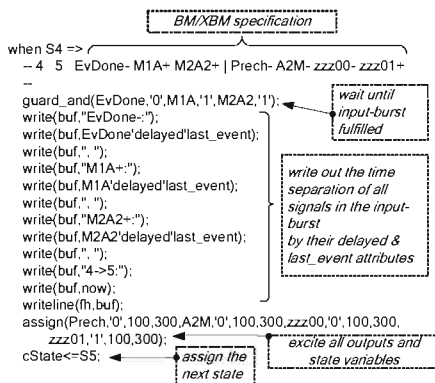 BM/XBM specification
when S4 =>
-- 4 5 EvDone- M1A+ M2A2+ | Prech- A2M- zzz00- zzz01+
--
guard_and(EvDone,'0',M1A,'1',M2A2,'1');
wait until
input-burst
fulfilled
write(buf,"EvDone-:");
write(buf,EvDone'delayed'last_event);
write(buf,", ");
write(buf,"M1A+:");
write(buf,M1A'delayed'last_event);
write(buf,", ");
write(buf,"M2A2+:");
write(buf,M2A2'delayed'last_event);
write(buf,", ");
write(buf,"4->5:");
write(buf,now);
writeline(fh,buf);
write out the time
separation of all
signals in the input-
burst
by their delayed &
last_event attributes
assign(Prech,'0',100,300,A2M,'0',100,300,zzz00,'0',100,300,
zzz01,'1',100,300);
excite all outputs and
state variables
cState<=S5;
assign the
next state